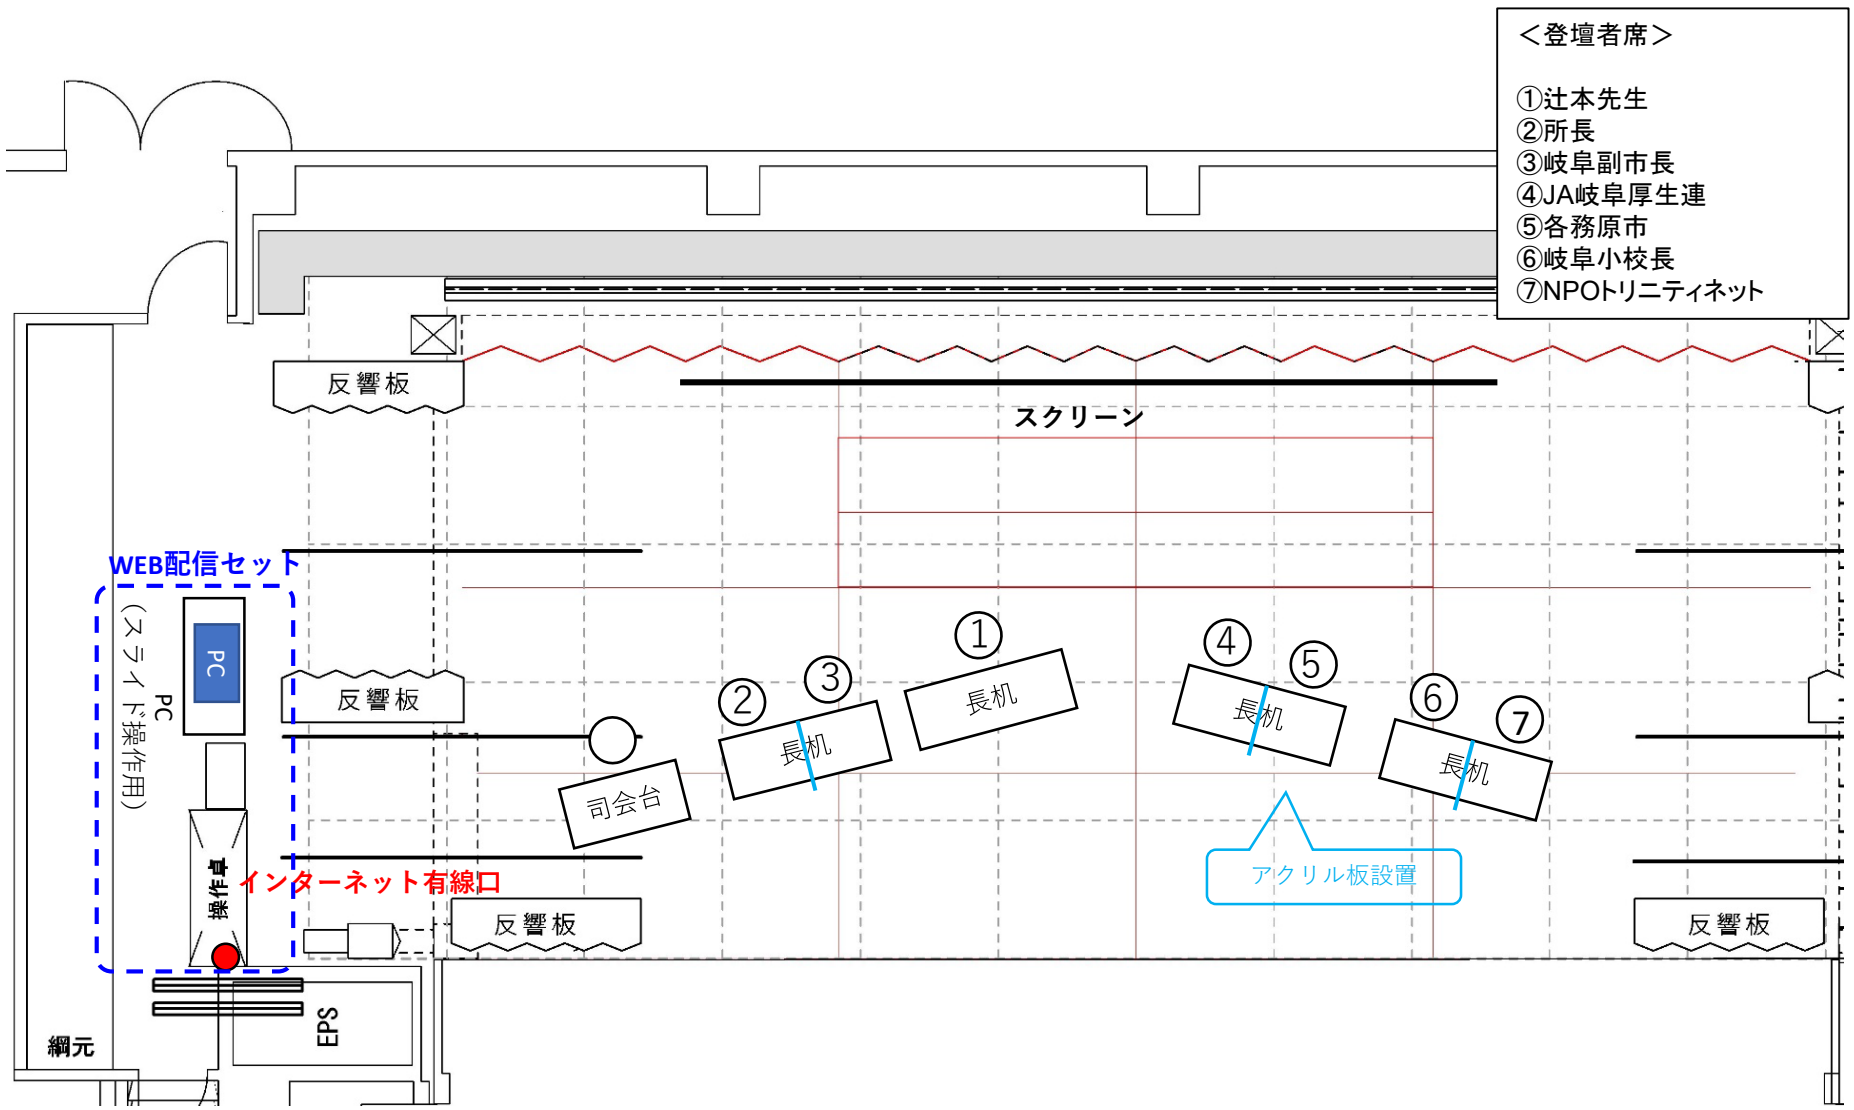 ＜登壇者席＞
①辻本先生
②所長
③岐阜副市長
④JA岐阜厚生連
⑤各務原市
⑥岐阜小校長
⑦NPOトリニティネット
反響板
スクリーン
WEB配信セット
PC
PC
（スライド操作用）
反響板
①
④
⑤
③
②
⑥
⑦
長机
長机
長机
長机
司会台
アクリル板設置
操作卓
インターネット有線口
反響板
反響板
EPS
綱元